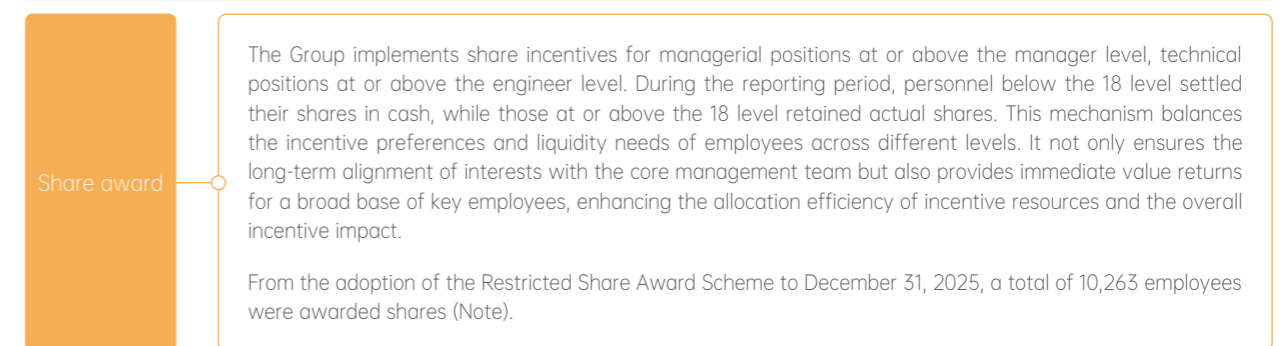 Share award
The Group implements share incentives for managerial positions at or above the manager level, technical
positions at or above the engineer level. During the reporting period, personnel below the 18 level settled
their shares in cash, while those at or above the 18 level retained actual shares. This mechanism balances
the incentive preferences and liquidity needs of employees across different levels. It not only ensures the
long-term alignment of interests with the core management team but also provides immediate value returns
for a broad base of key employees, enhancing the allocation efficiency of incentive resources and the overall
incentive impact.
From the adoption of the Restricted Share Award Scheme to December 31, 2025, a total of 10,263 employees
were awarded shares (Note).